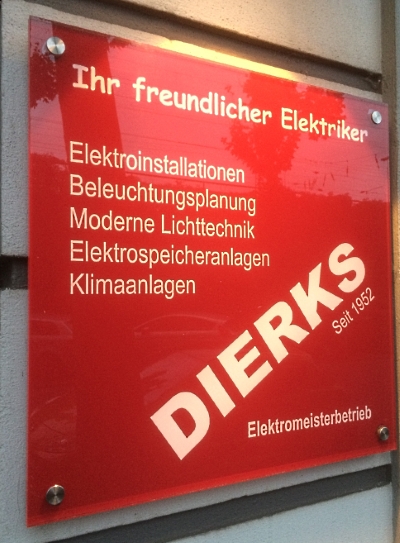 Ihr freundlicher Elektriker
Elektroinstallationen
Beleuchtungsplanung
Moderne Lichttechnik
Elektrospeicheranlagen
Klimaanlagen
DIERKS
Seit 1952
Elektromeisterbetrieb